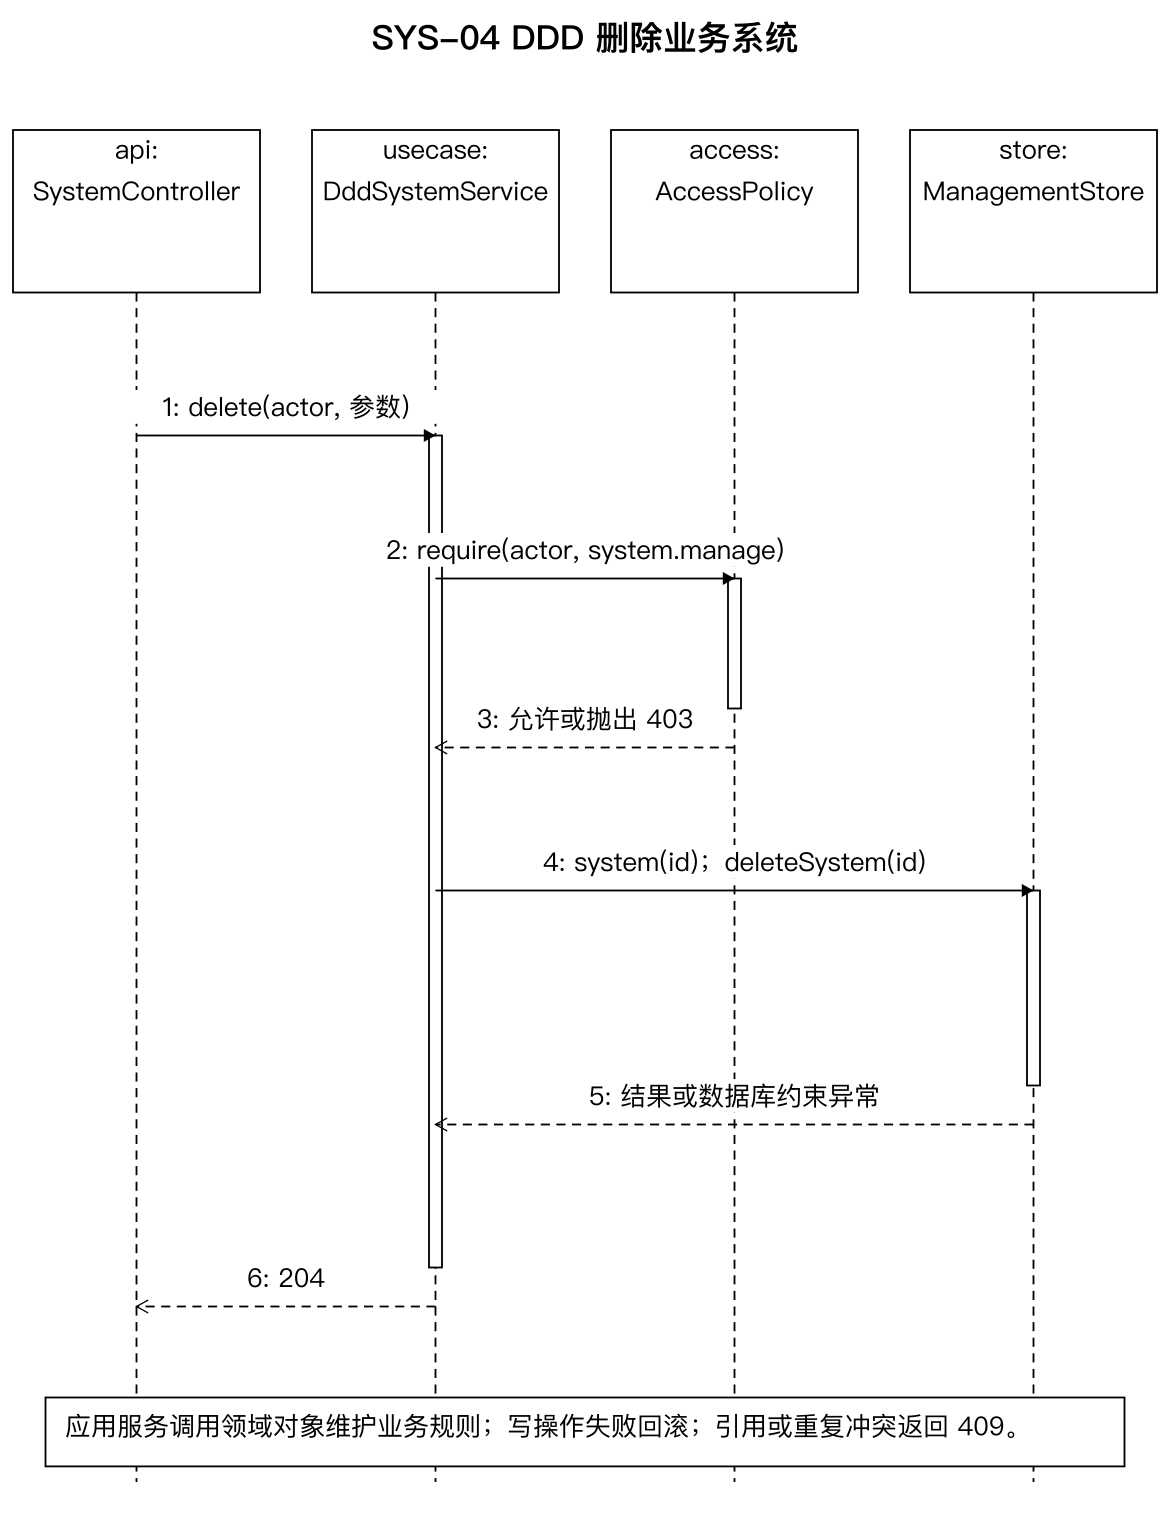 SYS–04 DDD 删除业务系统
api:
SystemController
usecase:
DddSystemService
access:
AccessPolicy
store:
ManagementStore
1: delete(actor, 参数)
2: require(actor, system.manage)
3: 允许或抛出 403
4: system(id)；deleteSystem(id)
5: 结果或数据库约束异常
6: 204
应用服务调用领域对象维护业务规则；写操作失败回滚；引用或重复冲突返回 409。